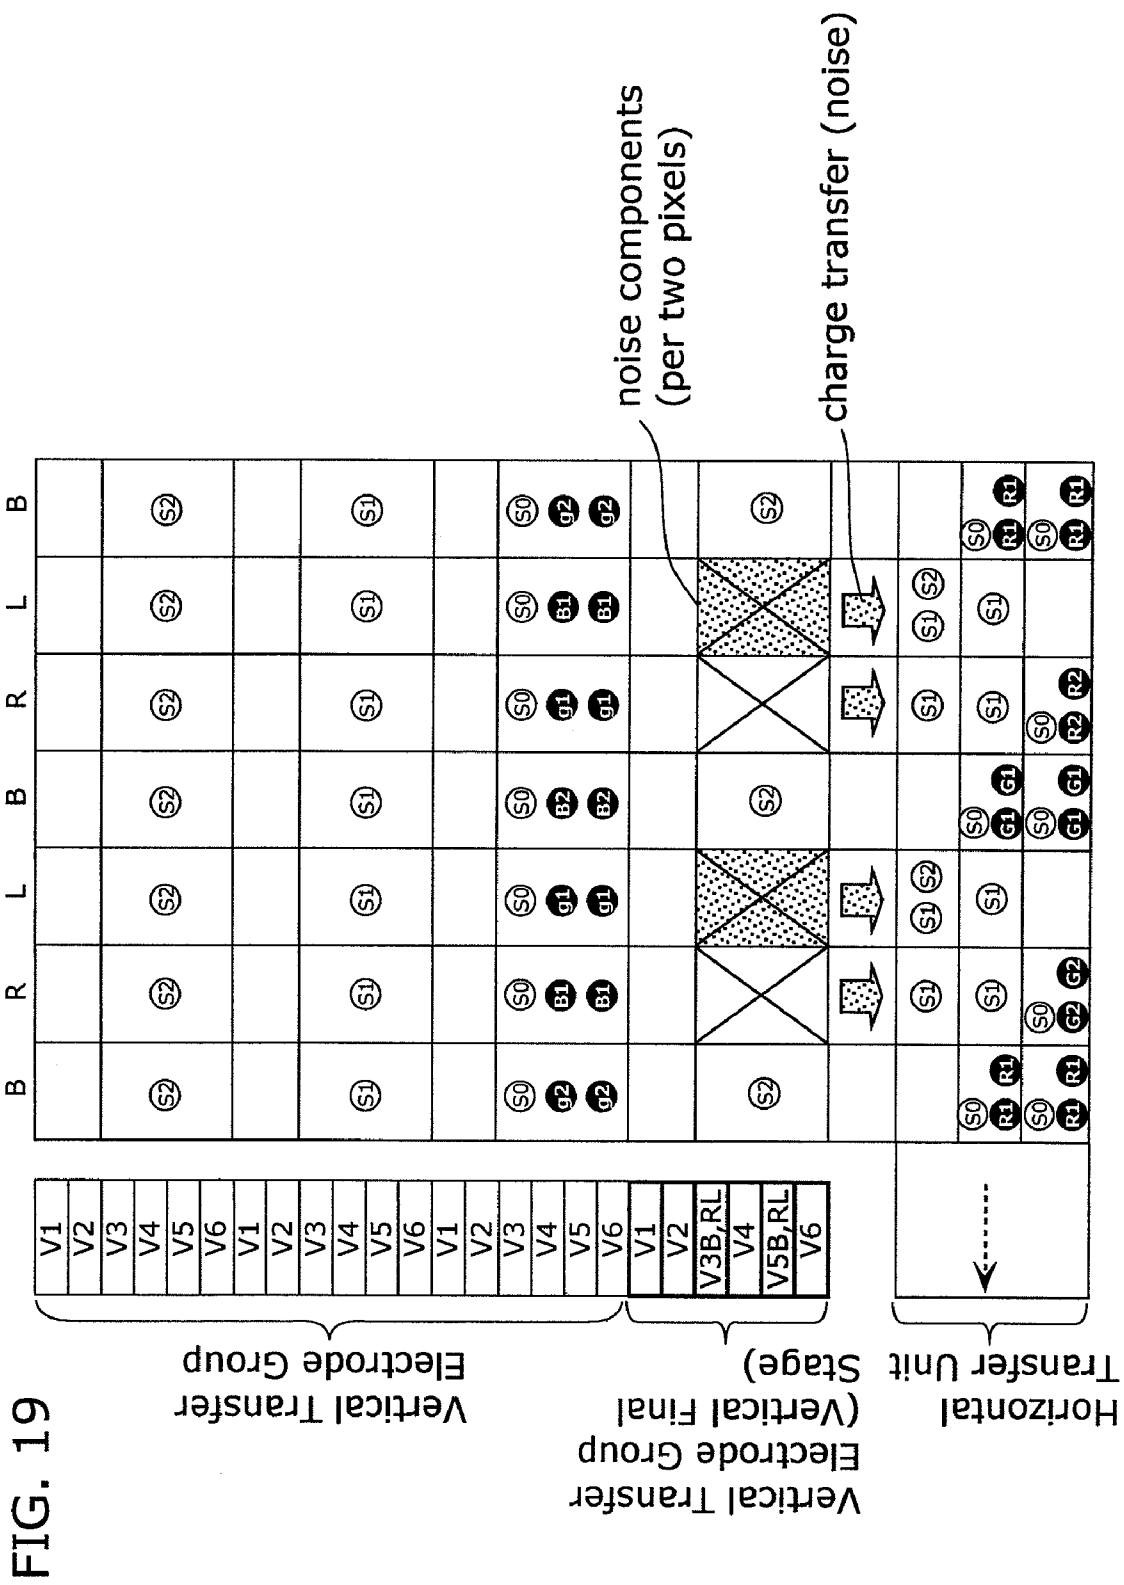 FIG. 19
B R L B R L B
V1
V2
V3
V4
V5
V6
V1
V2
V3
V4
V5
V6
V1
V2
V3
V4
V5
V6
V1
V2
V3B,RL
V4
V5B,RL
V6
Vertical Transfer
Electrode Group
Vertical Transfer
Electrode Group
(Vertical Final
Stage)
Horizontal
Transfer Unit
S2 S2 S2 S2 S2 S2 S2
S1 S1 S1 S1 S1 S1 S1
S0 S0 S0 S0 S0 S0 S0
g2 B1 g1 B2 g1 B1 g2
g2 B1 g1 B2 g1 B1 g2
S2 S2 S2
S1 S1 S2 S1 S1 S2
S0 S1 S1 S0 S1 S1 S0
R1 R1 G1 G1 R1 R1
S0 S0 S0 S0 S0
R1 R1 G2 G2 G1 G1 R2 R2 R1 R1
noise components
(per two pixels)
charge transfer (noise)